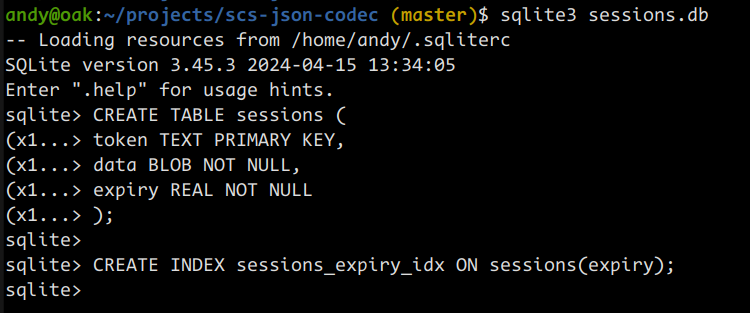 andy@oak:~/projects/scs-json-codec (master)$ sqlite3 sessions.db
-- Loading resources from /home/andy/.sqliterc
SQLite version 3.45.3 2024-04-15 13:34:05
Enter ".help" for usage hints.
sqlite> CREATE TABLE sessions (
(x1...> token TEXT PRIMARY KEY,
(x1...> data BLOB NOT NULL,
(x1...> expiry REAL NOT NULL
(x1...> );
sqlite>
sqlite> CREATE INDEX sessions_expiry_idx ON sessions(expiry);
sqlite>